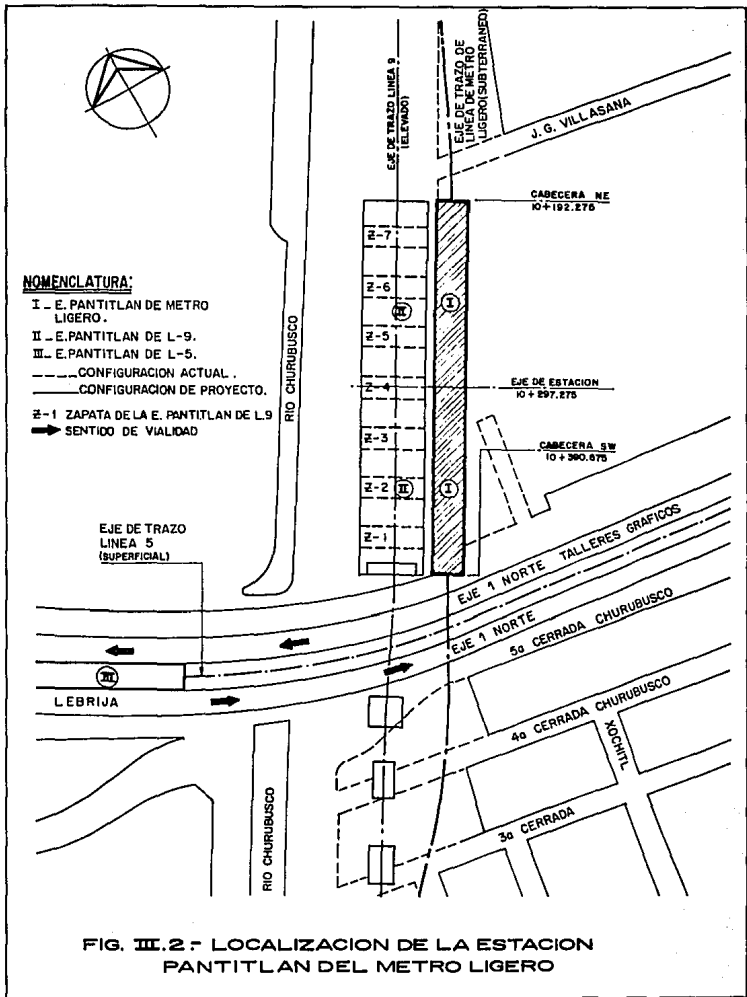 EJE DE TRAZO LINEA 9
(ELEVADO)
EJE DE TRAZO DE
LINEA DE METRO
LIGERO(SUBTERRANEO)
J. G. VILLASANA
CABECERA NE
10+192.275
Z-7
Z-6
III
I
Z-5
Z-4
EJE DE ESTACION
10+297.275
Z-3
CABECERA SW
10+390.675
Z-2
II
I
Z-1
RIO CHURUBUSCO
NOMENCLATURA:
I _ E. PANTITLAN DE METRO
LIGERO.
II _ E.PANTITLAN DE L-9.
III _ E.PANTITLAN DE L-5.
CONFIGURACION ACTUAL.
CONFIGURACION DE PROYECTO.
Z-1 ZAPATA DE LA E. PANTITLAN DE L.9
SENTIDO DE VIALIDAD
EJE DE TRAZO
LINEA 5
(SUPERFICIAL)
EJE 1 NORTE TALLERES GRAFICOS
EJE 1 NORTE
5a CERRADA CHURUBUSCO
III
LEBRIJA
4a CERRADA CHURUBUSCO
XOCHITL
3a CERRADA
RIO CHURUBUSCO
FIG. III.2:- LOCALIZACION DE LA ESTACION
PANTITLAN DEL METRO LIGERO